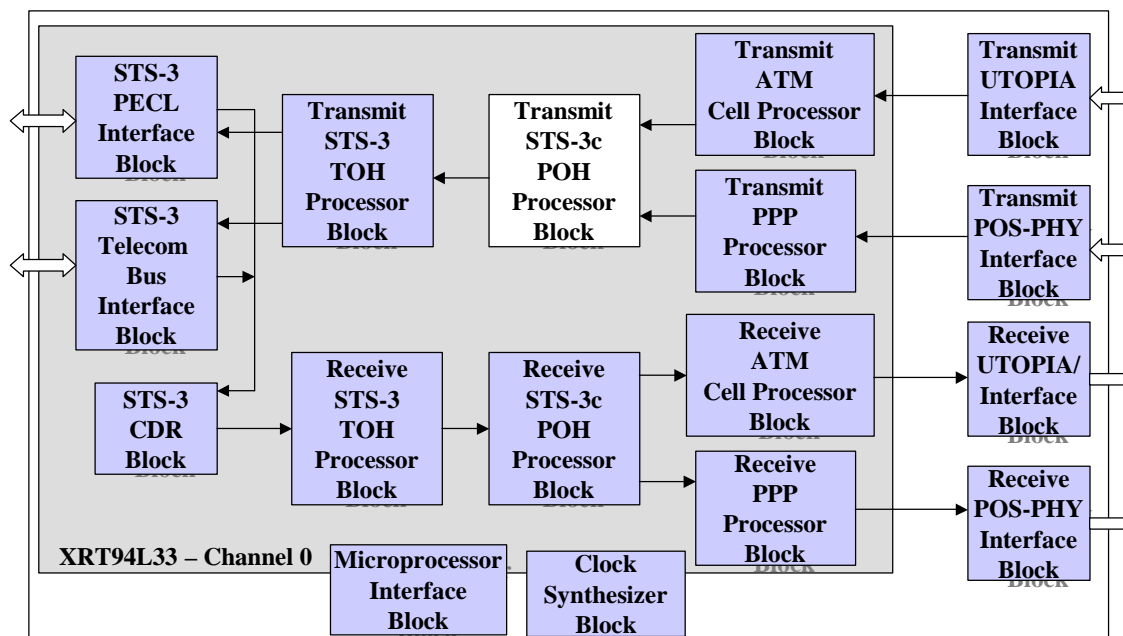 STS-3
PECL
Interface
Block
Transmit
STS-3
TOH
Processor
Block
Transmit
STS-3c
POH
Processor
Block
Transmit
ATM
Cell Processor
Block
Transmit
UTOPIA
Interface
Block
Transmit
PPP
Processor
Block
Transmit
POS-PHY
Interface
Block
STS-3
Telecom
Bus
Interface
Block
STS-3
CDR
Block
Receive
STS-3
TOH
Processor
Block
Receive
STS-3c
POH
Processor
Block
Receive
ATM
Cell Processor
Block
Receive
UTOPIA/
Interface
Block
Receive
PPP
Processor
Block
Receive
POS-PHY
Interface
Block
XRT94L33 – Channel 0
Microprocessor
Interface
Block
Clock
Synthesizer
Block